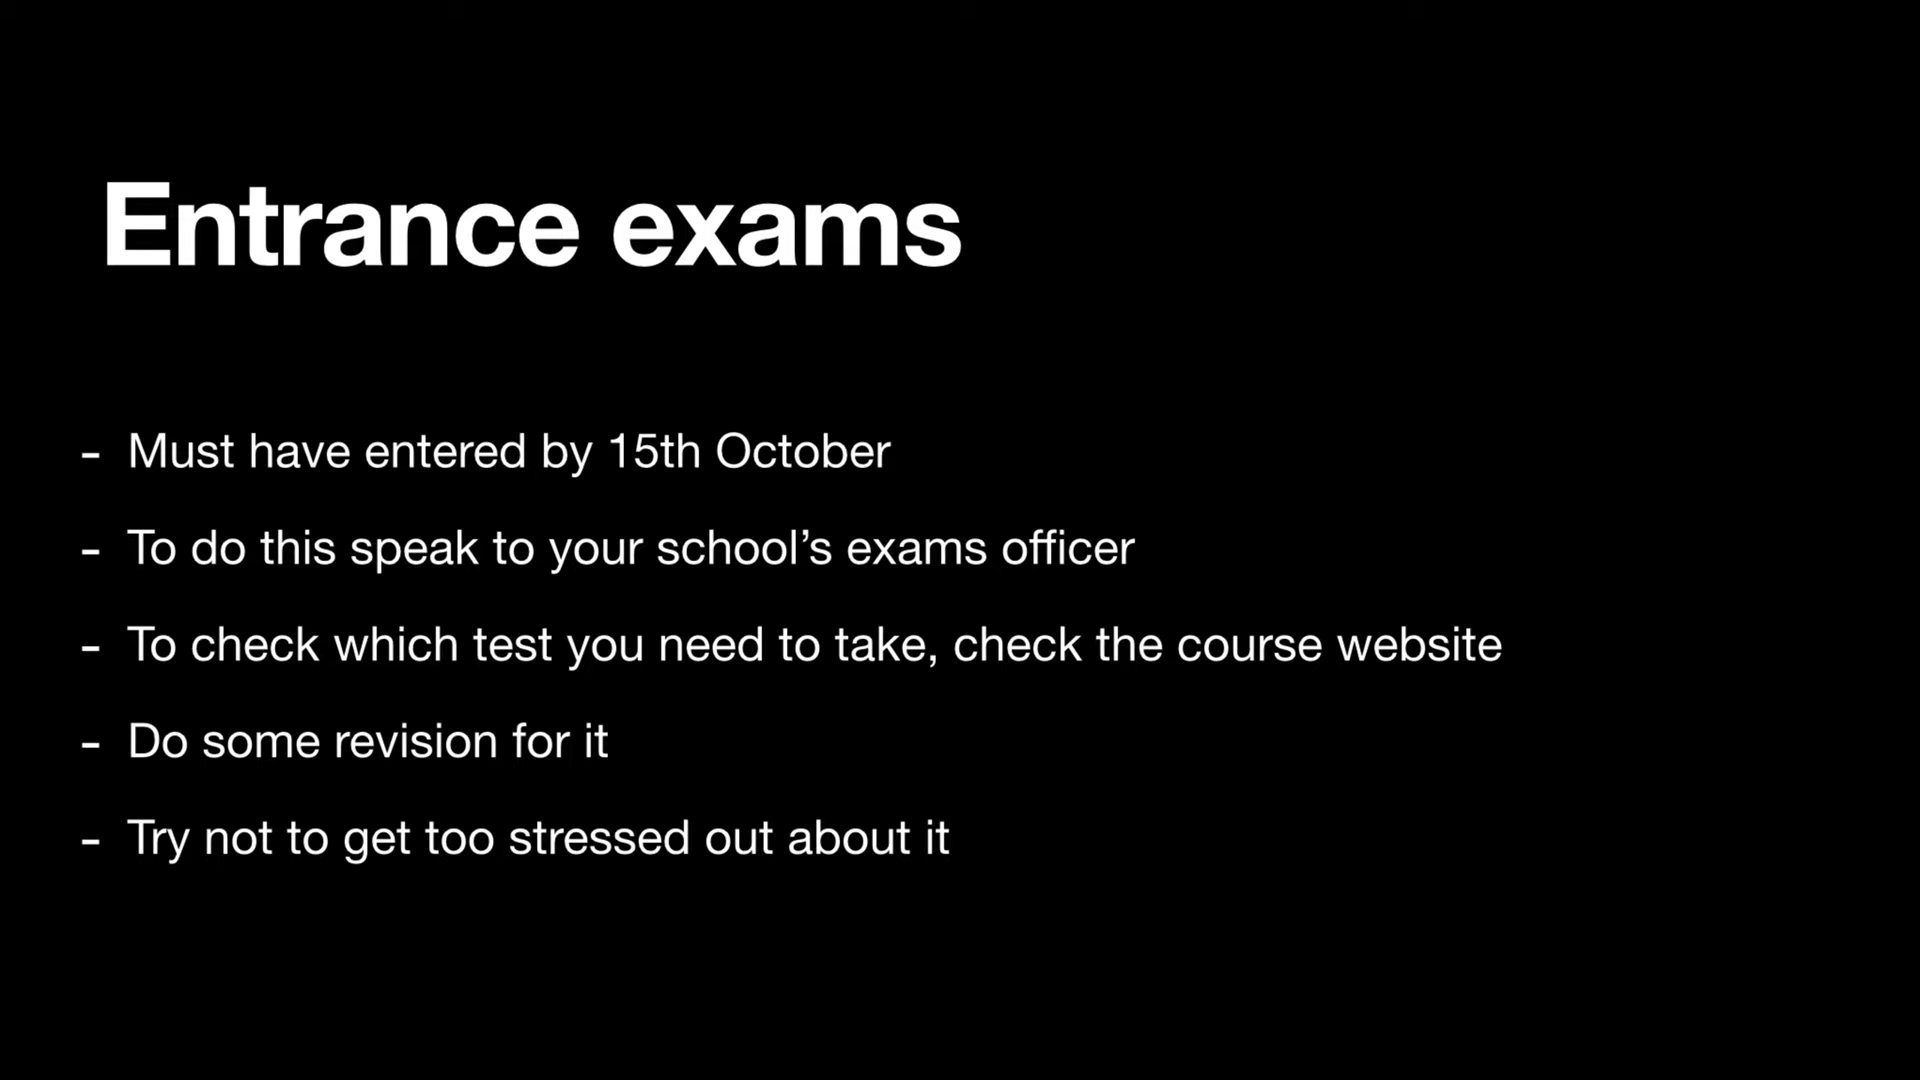 Entrance exams
- Must have entered by 15th October
- To do this speak to your school’s exams officer
- To check which test you need to take, check the course website
- Do some revision for it
- Try not to get too stressed out about it